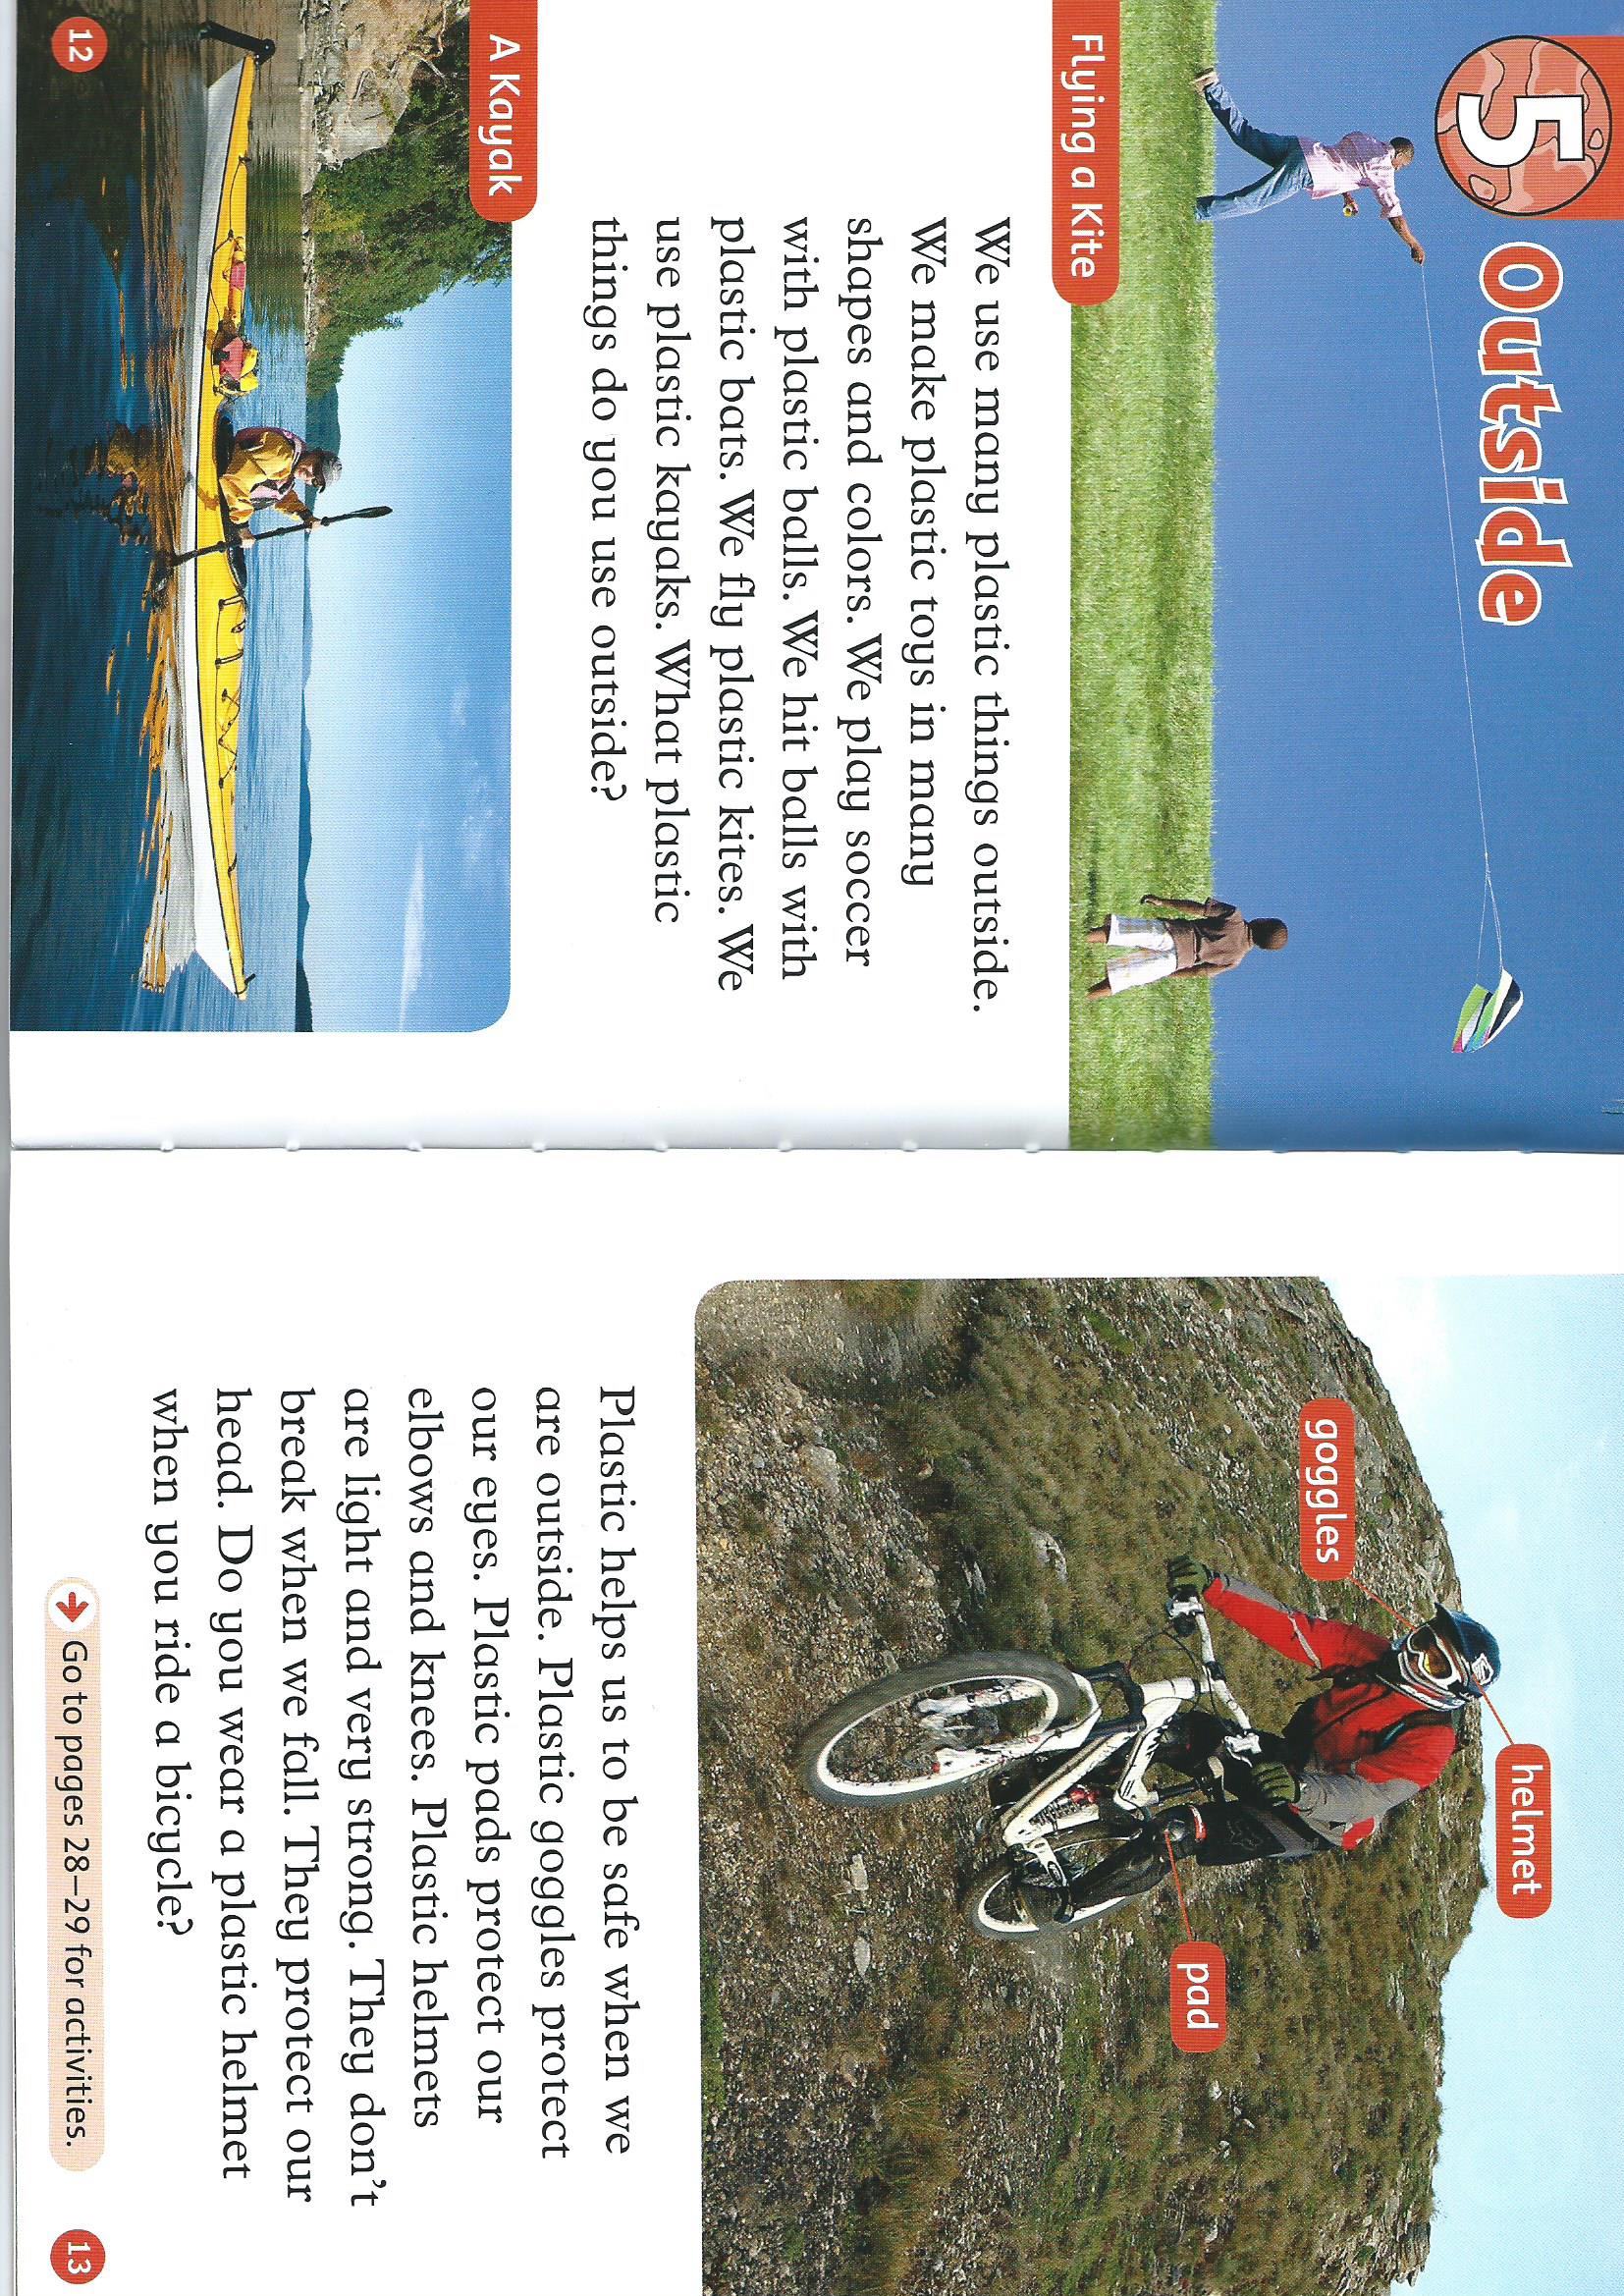 5 Outside
Flying a Kite
We use many plastic things outside.
We make plastic toys in many
shapes and colors. We play soccer
with plastic balls. We hit balls with
plastic bats. We fly plastic kites. We
use plastic kayaks. What plastic
things do you use outside?
A Kayak
12
goggles
helmet
pad
Plastic helps us to be safe when we
are outside. Plastic goggles protect
our eyes. Plastic pads protect our
elbows and knees. Plastic helmets
are light and very strong. They don't
break when we fall. They protect our
head. Do you wear a plastic helmet
when you ride a bicycle?
Go to pages 28–29 for activities.
13